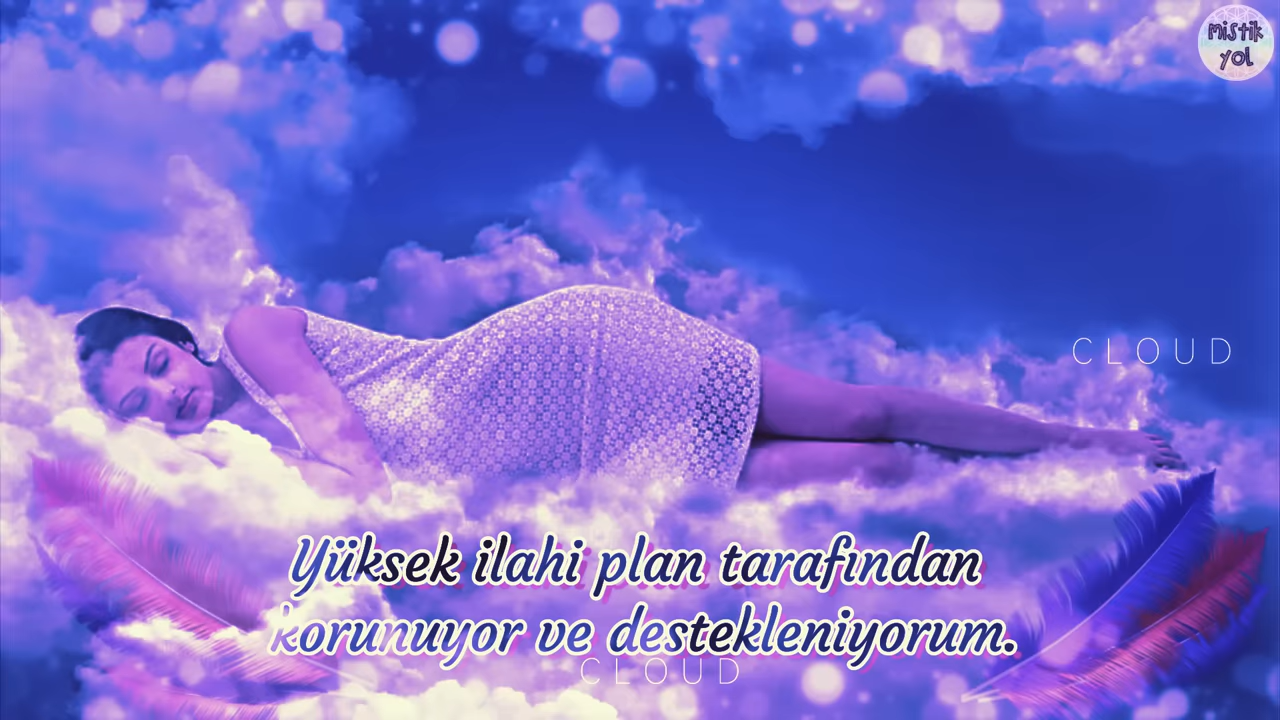 mistik
yol
CLOUD
Yüksek ilahi plan tarafından
korunuyor ve destekleniyorum.
CLOUD